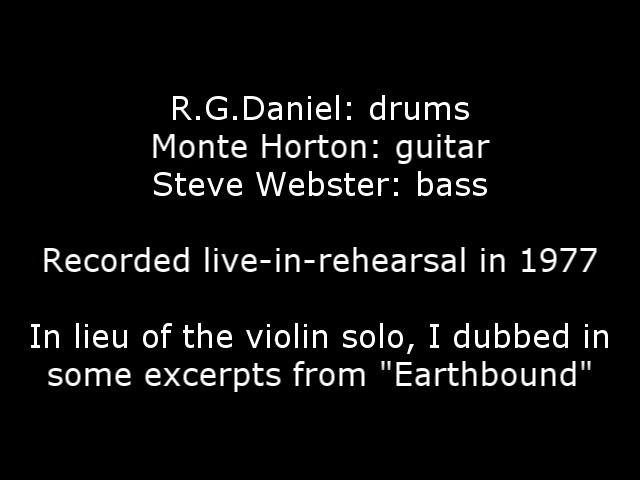 R.G.Daniel: drums
Monte Horton: guitar
Steve Webster: bass
Recorded live-in-rehearsal in 1977
In lieu of the violin solo, I dubbed in
some excerpts from "Earthbound"